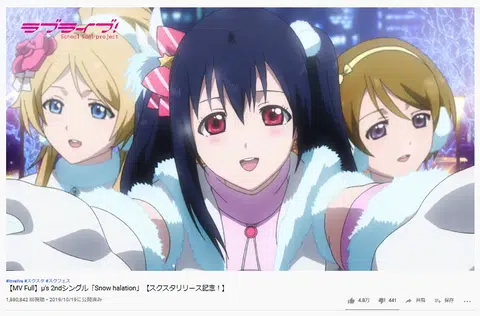 ラブライブ!
School idol project
#lovelive #スクスタ #スクフェス
【MV Full】μ's 2ndシングル「Snow halation」【スクスタリリース記念！】
1,680,842 回視聴・2019/10/19に公開済み
4.8万 441 共有 保存